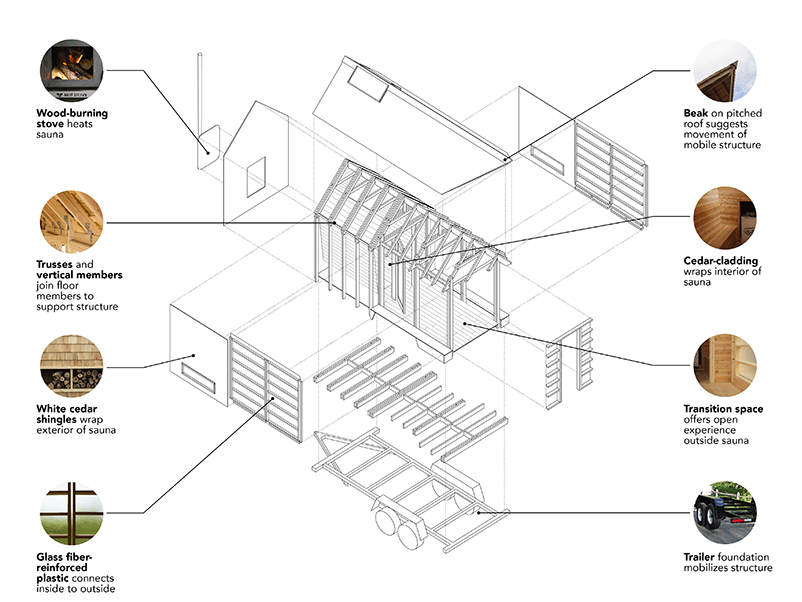 Wood-burning
stove heats
sauna
Trusses and
vertical members
join floor
members to
support structure
White cedar
shingles wrap
exterior of sauna
Glass fiber-
reinforced
plastic connects
inside to outside
Beak on pitched
roof suggests
movement of
mobile structure
Cedar-cladding
wraps interior of
sauna
Transition space
offers open
experience
outside sauna
Trailer foundation
mobilizes structure